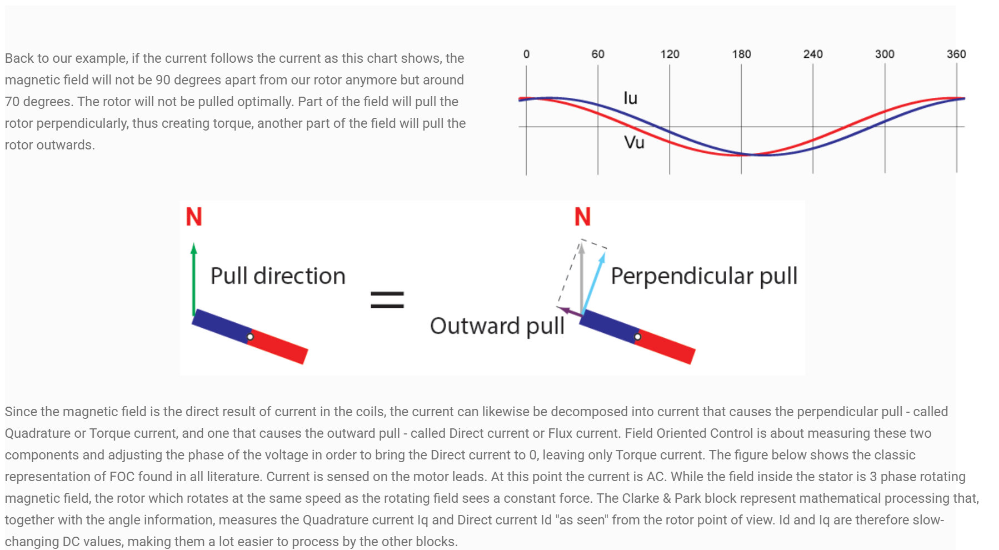 Back to our example, if the current follows the current as this chart shows, the
magnetic field will not be 90 degrees apart from our rotor anymore but around
70 degrees. The rotor will not be pulled optimally. Part of the field will pull the
rotor perpendicularly, thus creating torque, another part of the field will pull the
rotor outwards.
0 60 120 180 240 300 360
Iu
Vu
N
Pull direction
=
N
Perpendicular pull
Outward pull
Since the magnetic field is the direct result of current in the coils, the current can likewise be decomposed into current that causes the perpendicular pull - called
Quadrature or Torque current, and one that causes the outward pull - called Direct current or Flux current. Field Oriented Control is about measuring these two
components and adjusting the phase of the voltage in order to bring the Direct current to 0, leaving only Torque current. The figure below shows the classic
representation of FOC found in all literature. Current is sensed on the motor leads. At this point the current is AC. While the field inside the stator is 3 phase rotating
magnetic field, the rotor which rotates at the same speed as the rotating field sees a constant force. The Clarke & Park block represent mathematical processing that,
together with the angle information, measures the Quadrature current Iq and Direct current Id "as seen" from the rotor point of view. Id and Iq are therefore slow-
changing DC values, making them a lot easier to process by the other blocks.